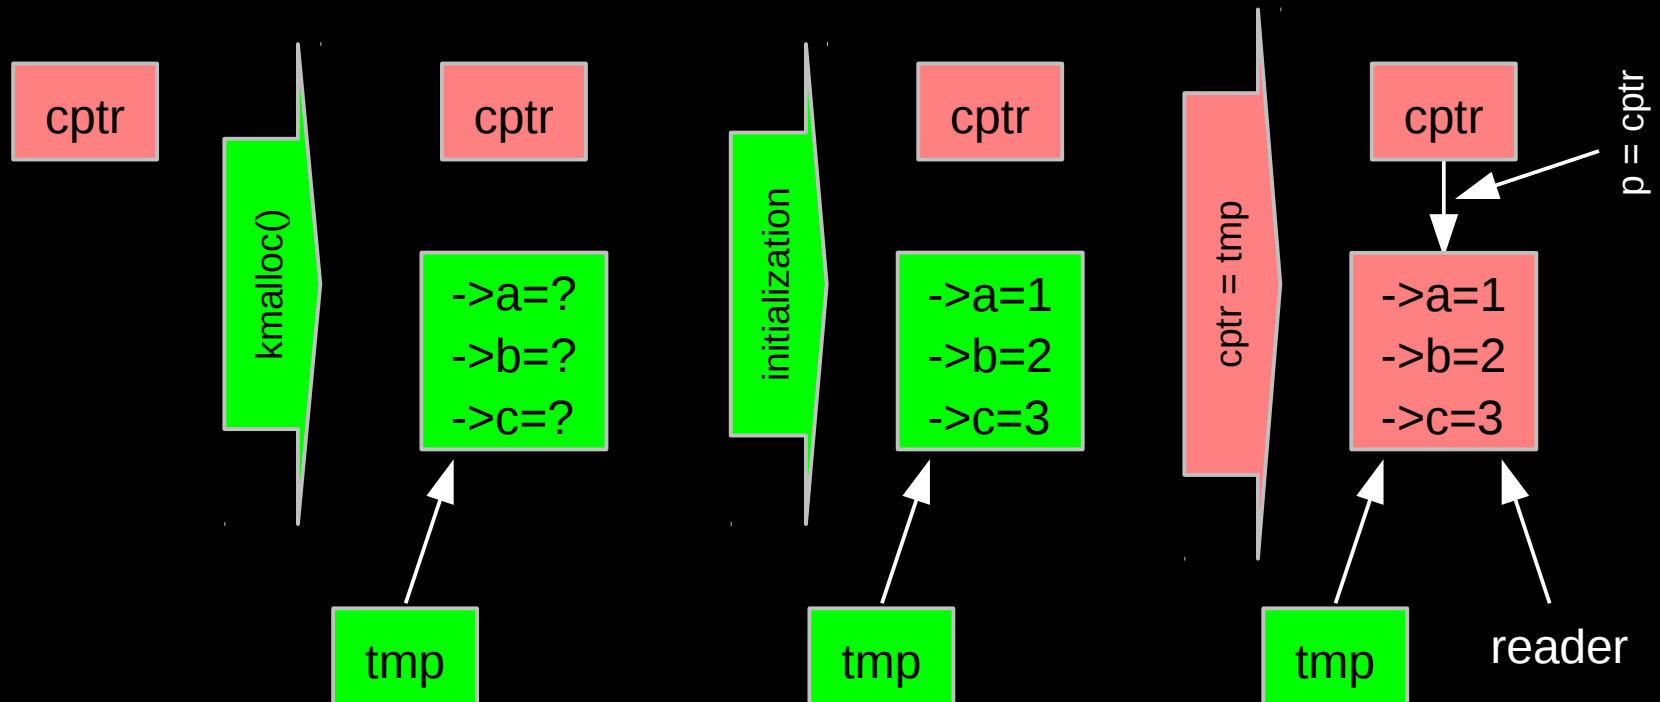 cptr
kmalloc()
cptr
->a=?
->b=?
->c=?
tmp
initialization
cptr
->a=1
->b=2
->c=3
tmp
cptr = tmp
cptr
p = cptr
->a=1
->b=2
->c=3
tmp
reader